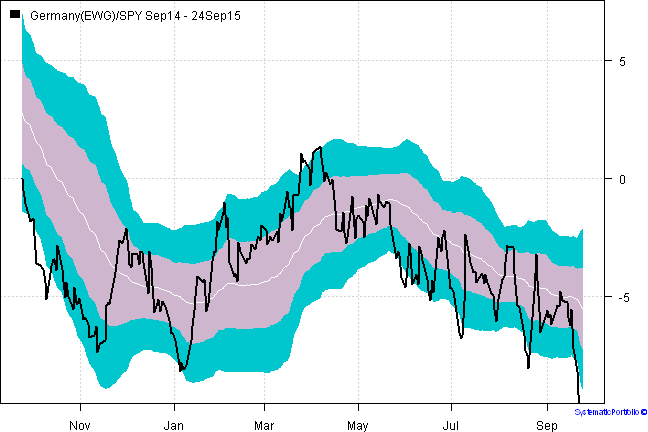 Germany(EWG)/SPY Sep14 - 24Sep15
5
0
-5
Nov Jan Mar May Jul Sep
SystematicPortfolio ©